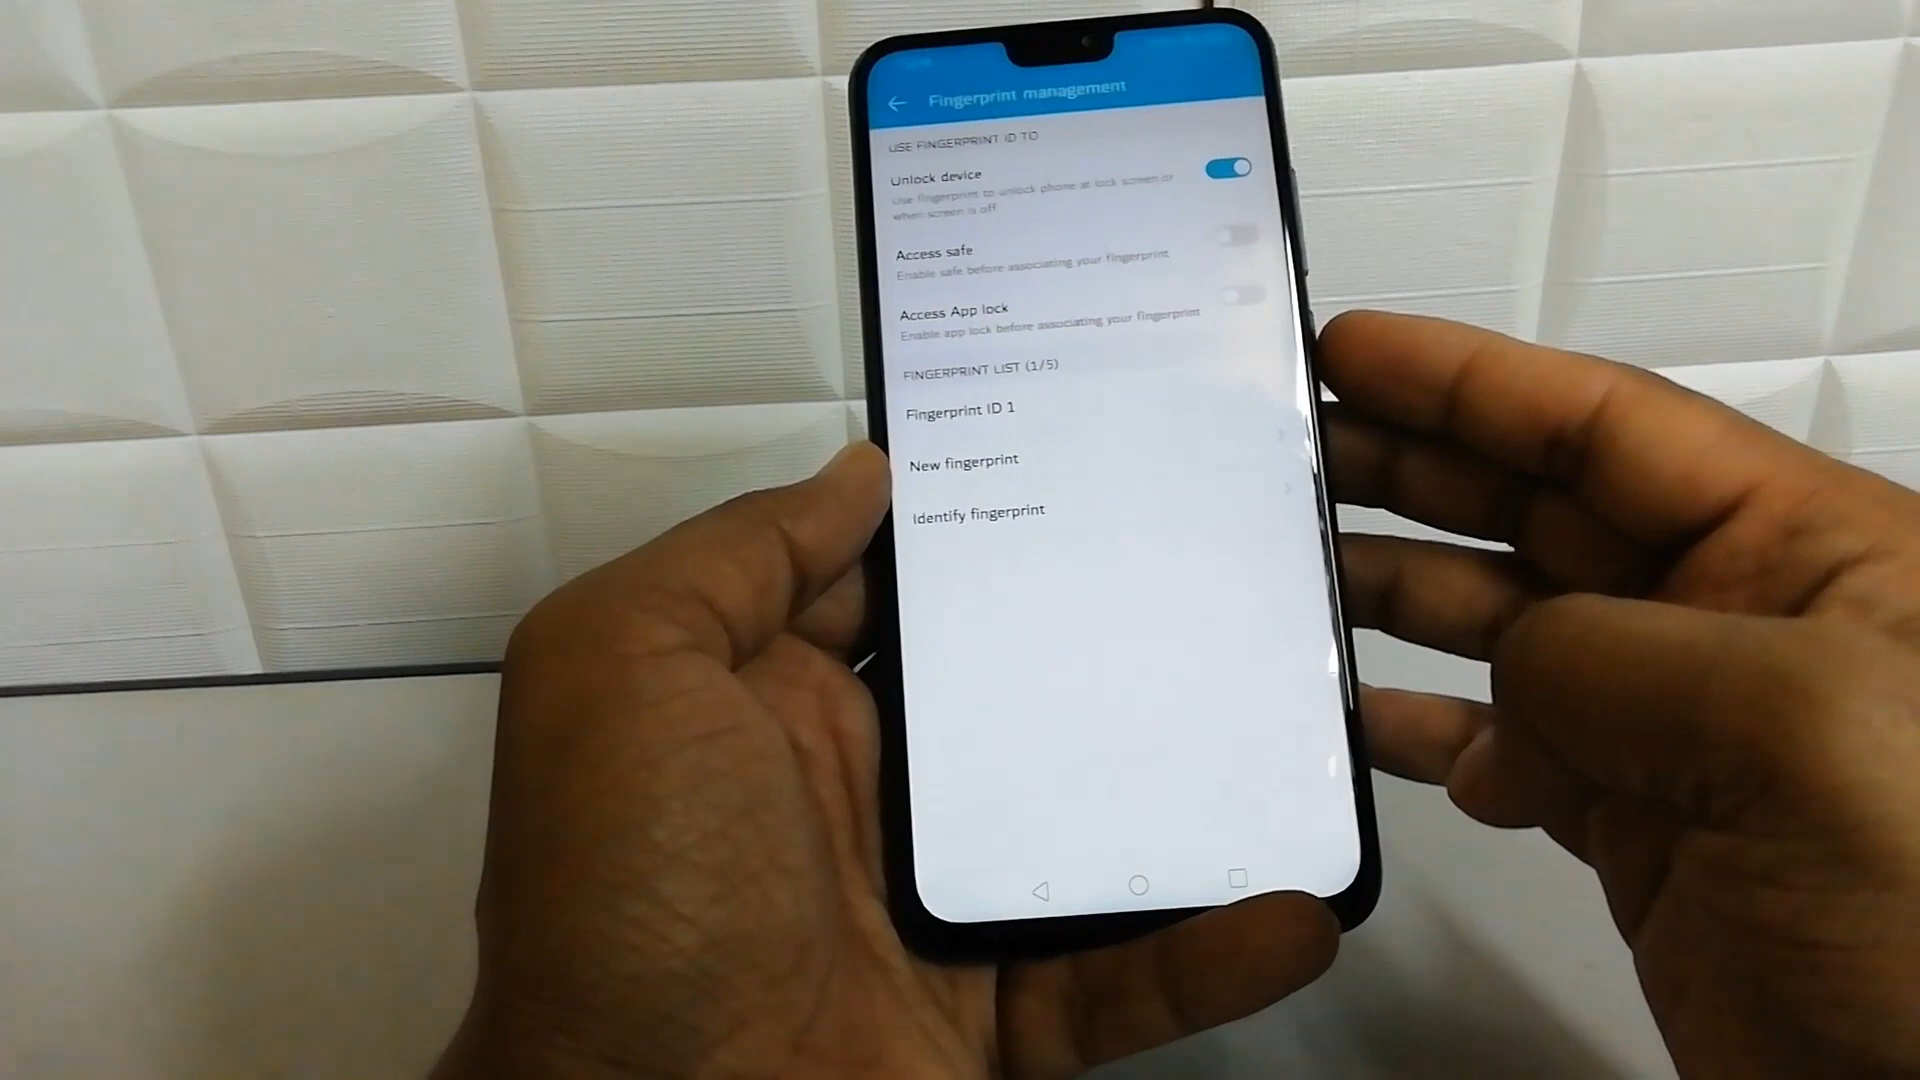 Fingerprint management
USE FINGERPRINT ID TO
Unlock device
Use fingerprint to unlock phone at lock screen or
when screen is off
Access safe
Enable safe before associating your fingerprint
Access App lock
Enable app lock before associating your fingerprint
FINGERPRINT LIST (1/5)
Fingerprint ID 1
New fingerprint
Identify fingerprint